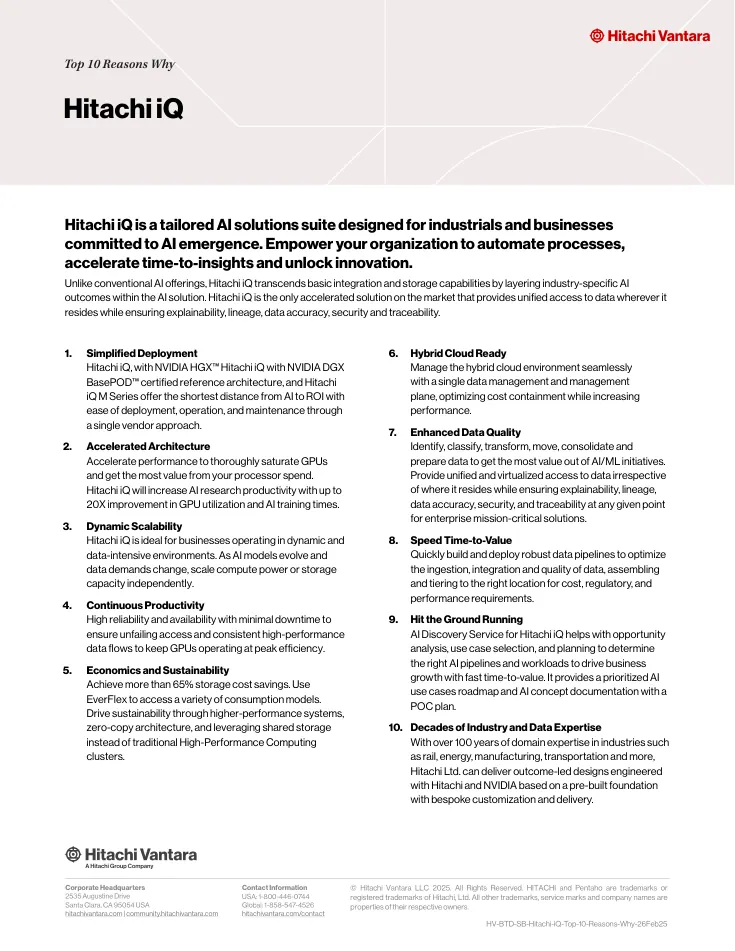 Hitachi Vantara
Top 10 Reasons Why
Hitachi iQ
Hitachi iQ is a tailored AI solutions suite designed for industrials and businesses
committed to AI emergence. Empower your organization to automate processes,
accelerate time-to-insights and unlock innovation.
Unlike conventional AI offerings, Hitachi iQ transcends basic integration and storage capabilities by layering industry-specific AI
outcomes within the AI solution. Hitachi iQ is the only accelerated solution on the market that provides unified access to data wherever it
resides while ensuring explainability, lineage, data accuracy, security and traceability.
1. Simplified Deployment
Hitachi iQ, with NVIDIA HGX™ Hitachi iQ with NVIDIA DGX
BasePOD™ certified reference architecture, and Hitachi
iQ M Series offer the shortest distance from AI to ROI with
ease of deployment, operation, and maintenance through
a single vendor approach.
2. Accelerated Architecture
Accelerate performance to thoroughly saturate GPUs
and get the most value from your processor spend.
Hitachi iQ will increase AI research productivity with up to
20X improvement in GPU utilization and AI training times.
3. Dynamic Scalability
Hitachi iQ is ideal for businesses operating in dynamic and
data-intensive environments. As AI models evolve and
data demands change, scale compute power or storage
capacity independently.
4. Continuous Productivity
High reliability and availability with minimal downtime to
ensure unfailing access and consistent high-performance
data flows to keep GPUs operating at peak efficiency.
5. Economics and Sustainability
Achieve more than 65% storage cost savings. Use
EverFlex to access a variety of consumption models.
Drive sustainability through higher-performance systems,
zero-copy architecture, and leveraging shared storage
instead of traditional High-Performance Computing
clusters.
6. Hybrid Cloud Ready
Manage the hybrid cloud environment seamlessly
with a single data management and management
plane, optimizing cost containment while increasing
performance.
7. Enhanced Data Quality
Identify, classify, transform, move, consolidate and
prepare data to get the most value out of AI/ML initiatives.
Provide unified and virtualized access to data irrespective
of where it resides while ensuring explainability, lineage,
data accuracy, security, and traceability at any given point
for enterprise mission-critical solutions.
8. Speed Time-to-Value
Quickly build and deploy robust data pipelines to optimize
the ingestion, integration and quality of data, assembling
and tiering to the right location for cost, regulatory, and
performance requirements.
9. Hit the Ground Running
AI Discovery Service for Hitachi iQ helps with opportunity
analysis, use case selection, and planning to determine
the right AI pipelines and workloads to drive business
growth with fast time-to-value. It provides a prioritized AI
use cases roadmap and AI concept documentation with a
POC plan.
10. Decades of Industry and Data Expertise
With over 100 years of domain expertise in industries such
as rail, energy, manufacturing, transportation and more,
Hitachi Ltd. can deliver outcome-led designs engineered
with Hitachi and NVIDIA based on a pre-built foundation
with bespoke customization and delivery.
Hitachi Vantara
A Hitachi Group Company
Corporate Headquarters
2535 Augustine Drive
Santa Clara, CA 95054 USA
hitachivantara.com | community.hitachivantara.com
Contact Information
USA: 1-800-446-0744
Global: 1-858-547-4526
hitachivantara.com/contact
© Hitachi Vantara LLC 2025. All Rights Reserved. HITACHI and Pentaho are trademarks or
registered trademarks of Hitachi, Ltd. All other trademarks, service marks and company names are
properties of their respective owners.
HV-BTD-SB-Hitachi-iQ-Top-10-Reasons-Why-26Feb25